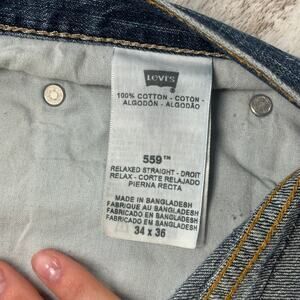 Levi's
100% COTTON - COTON -
ALGODÓN - ALGODÃO
559™
RELAXED STRAIGHT - DROIT
RELAX - CORTE RELAJADO
PIERNA RECTA
MADE IN BANGLADESH
FABRIQUE AU BANGLADESH
FABRICADO EN BANGLADESH
FABRICADO EM BANGLADESH
34 x 36